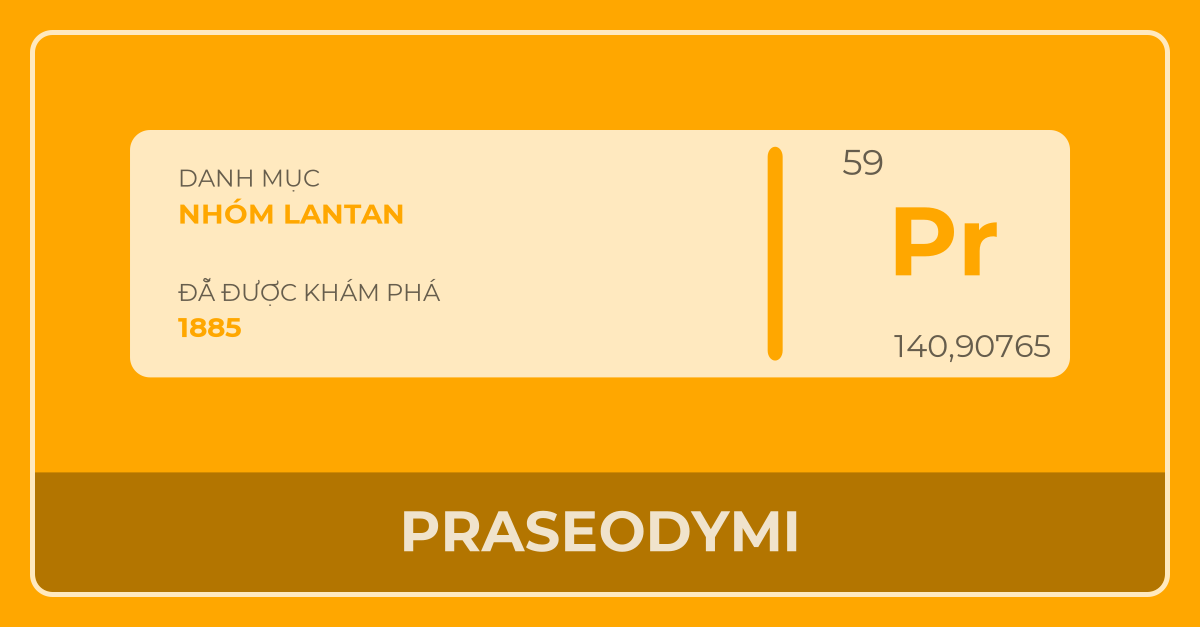 DANH MỤC
NHÓM LANTAN
ĐÃ ĐƯỢC KHÁM PHÁ
1885
59
Pr
140,90765
PRASEODYMI